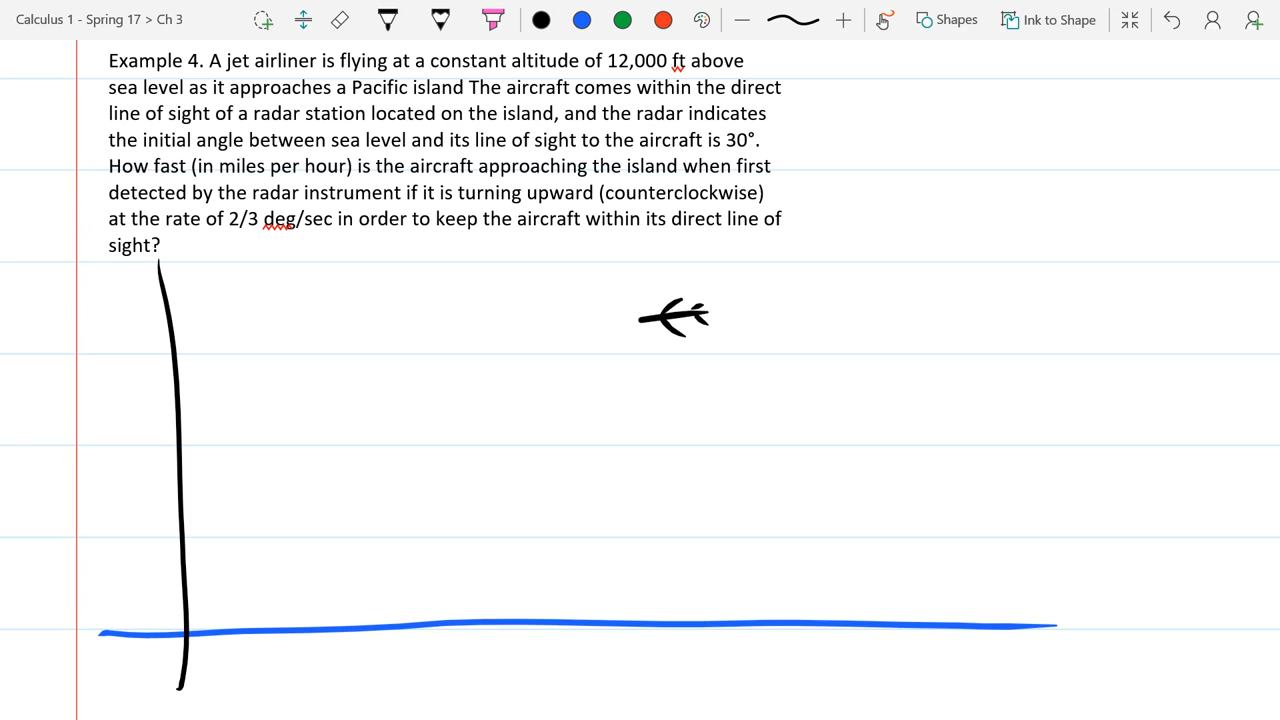 Calculus 1 - Spring 17 > Ch 3
Shapes
Ink to Shape
Example 4. A jet airliner is flying at a constant altitude of 12,000 ft above
sea level as it approaches a Pacific island The aircraft comes within the direct
line of sight of a radar station located on the island, and the radar indicates
the initial angle between sea level and its line of sight to the aircraft is 30°.
How fast (in miles per hour) is the aircraft approaching the island when first
detected by the radar instrument if it is turning upward (counterclockwise)
at the rate of 2/3 deg/sec in order to keep the aircraft within its direct line of
sight?